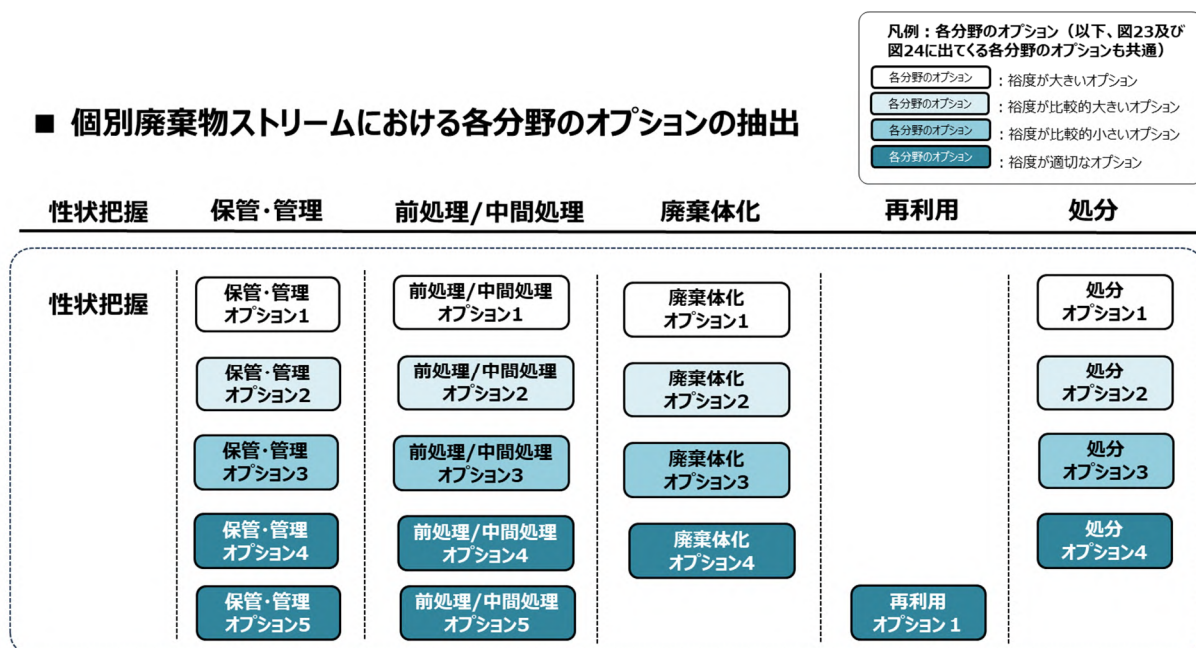 凡例：各分野のオプション（以下、図23及び
図24に出てくる各分野のオプションも共通）
各分野のオプション ：裕度が大きいオプション
各分野のオプション ：裕度が比較的大きいオプション
各分野のオプション ：裕度が比較的小さいオプション
各分野のオプション ：裕度が適切なオプション
■ 個別廃棄物ストリームにおける各分野のオプションの抽出
性状把握 保管･管理 前処理/中間処理 廃棄体化 再利用 処分
性状把握
保管･管理
オプション1
前処理/中間処理
オプション1
廃棄体化
オプション1
処分
オプション1
保管･管理
オプション2
前処理/中間処理
オプション2
廃棄体化
オプション2
処分
オプション2
保管･管理
オプション3
前処理/中間処理
オプション3
廃棄体化
オプション3
処分
オプション3
保管･管理
オプション4
前処理/中間処理
オプション4
廃棄体化
オプション4
処分
オプション4
保管･管理
オプション5
前処理/中間処理
オプション5
再利用
オプション１